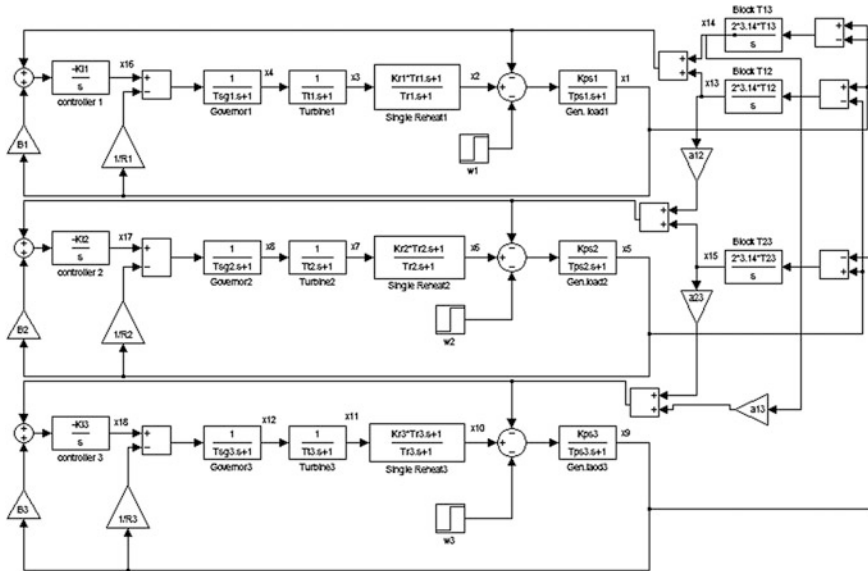 Block T13
x14
2*3.14*T13
s
Block T12
x13
2*3.14*T12
s
-KI1
s
controller 1
x16
1
Tsg1.s+1
Governor1
x4
1
Tt1.s+1
Turbine1
x3
Kr1*Tr1.s+1
Tr1.s+1
Single Reheat1
x2
Kps1
Tps1.s+1
Gen. load1
x1
B1
1/R1
w1
a12
-KI2
s
controller 2
x17
1
Tsg2.s+1
Governor2
x8
1
Tt2.s+1
Turbine2
x7
Kr2*Tr2.s+1
Tr2.s+1
Single Reheat2
x6
Kps2
Tps2.s+1
Gen.load2
x5
Block T23
x15
2*3.14*T23
s
a23
B2
1/R2
w2
a13
-KI3
s
controller 3
x18
1
Tsg3.s+1
Governor3
x12
1
Tt3.s+1
Turbine3
x11
Kr3*Tr3.s+1
Tr3.s+1
Single Reheat3
x10
Kps3
Tps3.s+1
Gen.laod3
x9
B3
1/R3
w3